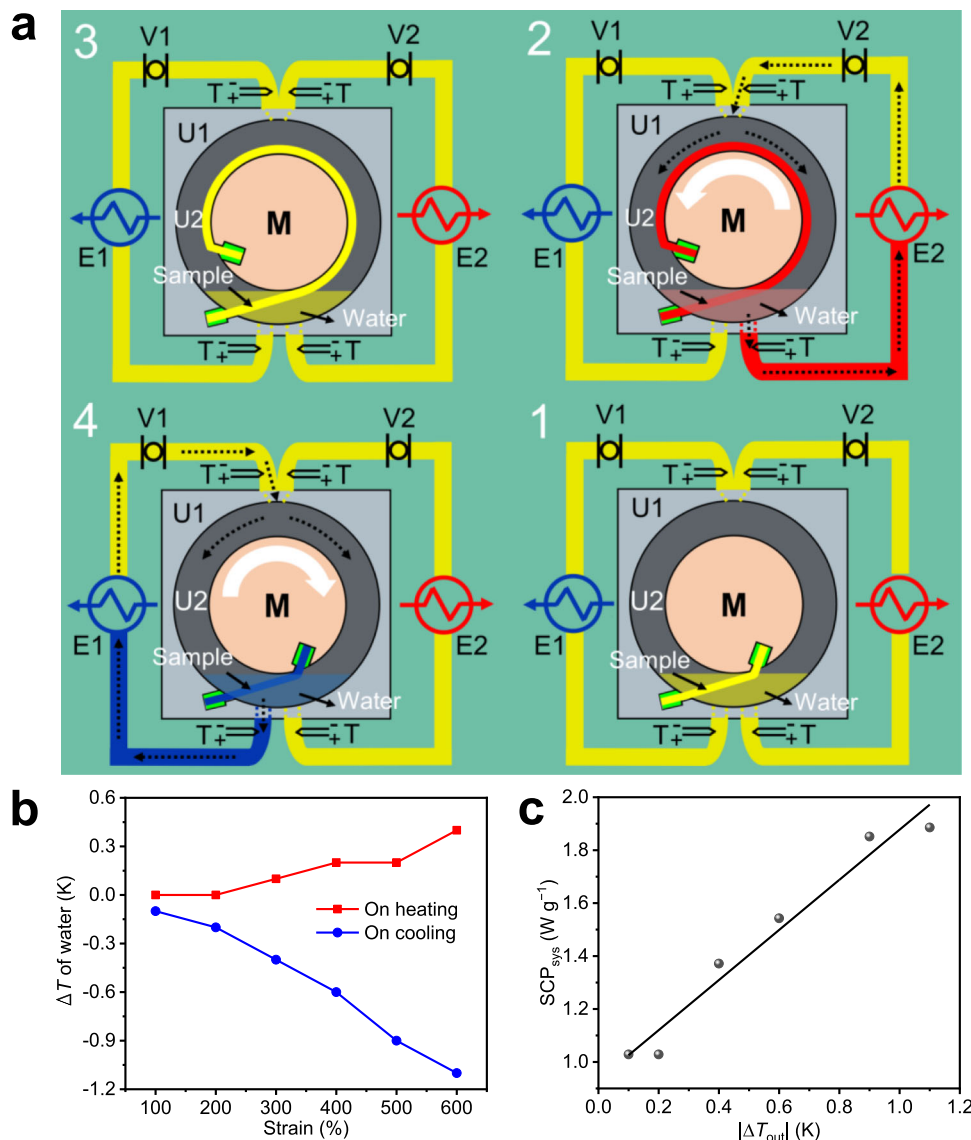 a
3
V1
V2
T - +
- + T
U1
U2
M
E1
E2
Sample
Water
T - +
- + T
2
V1
V2
T - +
- + T
U1
U2
M
E1
E2
Sample
Water
T - +
- + T
4
V1
V2
T - +
- + T
U1
U2
M
E1
E2
Sample
Water
T - +
- + T
1
V1
V2
T - +
- + T
U1
U2
M
E1
E2
Sample
Water
T - +
- + T
b
ΔT of water (K)
0.6
0.3
0.0
-0.3
-0.6
-0.9
-1.2
On heating
On cooling
100 200 300 400 500 600
Strain (%)
c
SCPsys (W g⁻¹)
2.0
1.8
1.6
1.4
1.2
1.0
0.0 0.2 0.4 0.6 0.8 1.0 1.2
|ΔTout| (K)